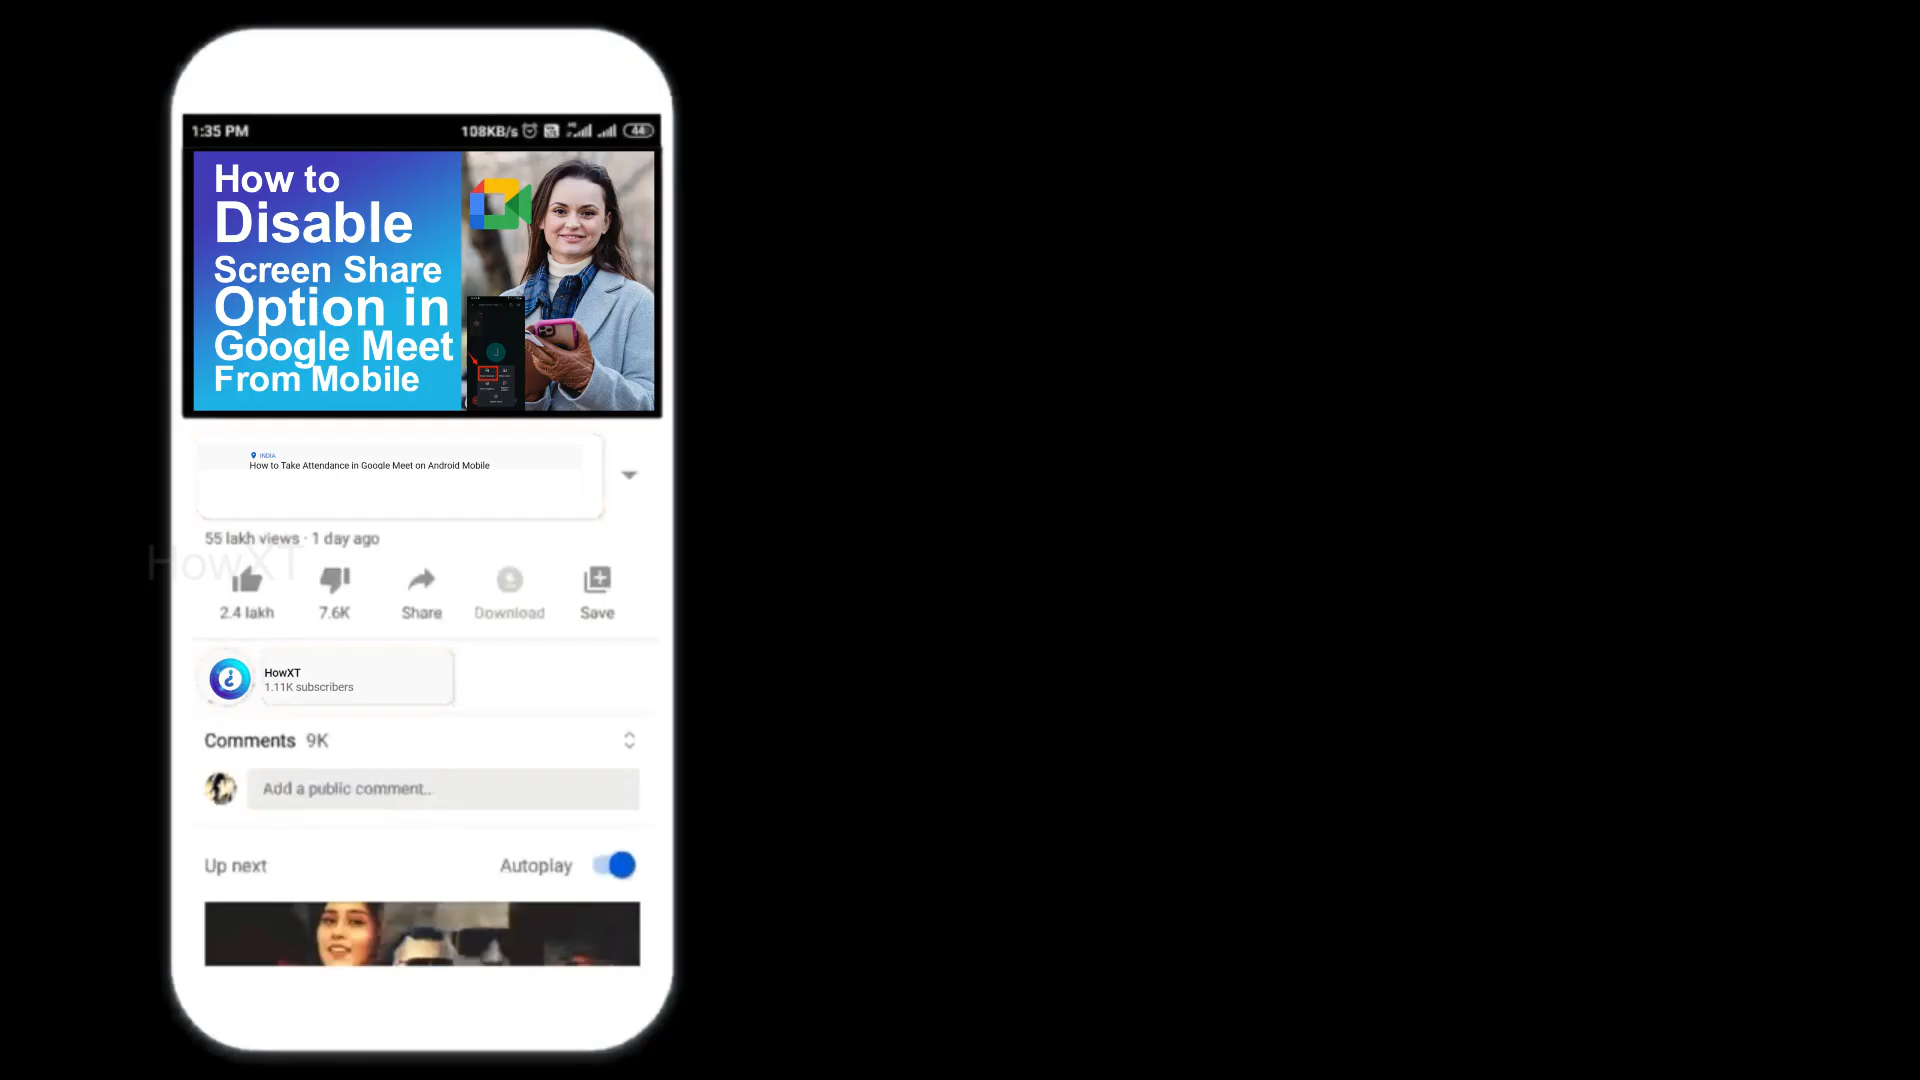 1:35 PM
108KB/s
44
How to
Disable
Screen Share
Option in
Google Meet
From Mobile
J
INDIA
How to Take Attendance in Google Meet on Android Mobile
55 lakh views · 1 day ago
HowXT
2.4 lakh
7.6K
Share
Download
Save
HowXT
1.11K subscribers
Comments 9K
Add a public comment...
Up next
Autoplay